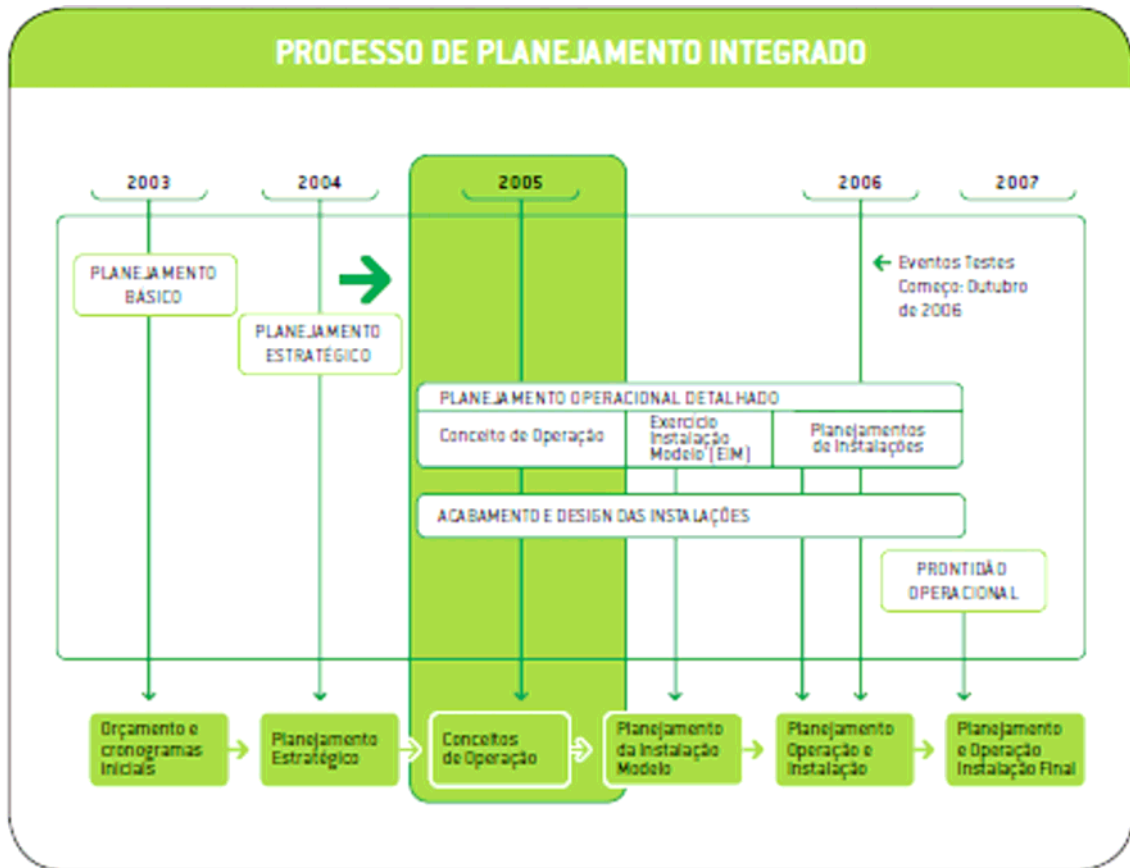 PROCESSO DE PLANEJAMENTO INTEGRADO
2003
2004
2005
2006
2007
PLANEJAMENTO
BÁSICO
PLANEJAMENTO
ESTRATÉGICO
Eventos Testes
Começo: Outubro
de 2006
PLANEJAMENTO OPERACIONAL DETALHADO
Conceito de Operação
Exercício
Instalação
Modelo (EIM)
Planejamentos
de Instalações
ACABAMENTO E DESIGN DAS INSTALAÇÕES
PRONTIDÃO
OPERACIONAL
Orçamento e
cronogramas
Iniciais
Planejamento
Estratégico
Conceitos
de Operação
Planejamento
da Instalação
Modelo
Planejamento
Operação e
Instalação
Planejamento
e Operação
Instalação Final